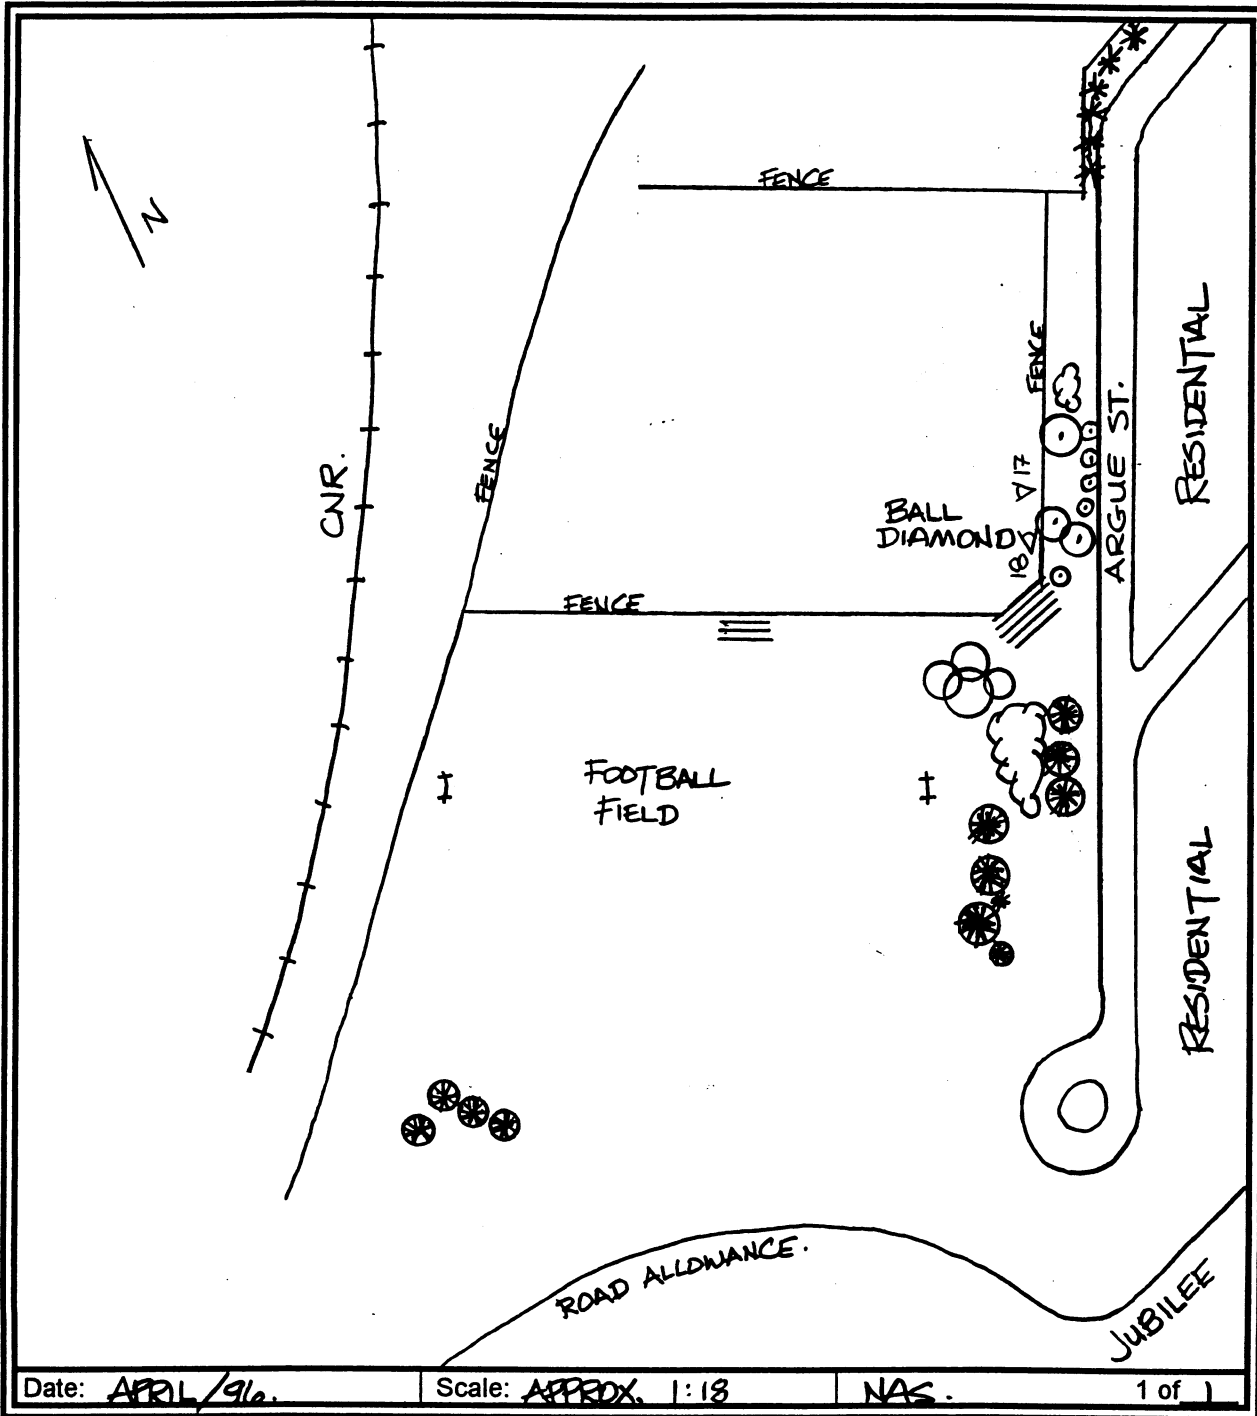 FENCE
N
RESIDENTIAL
FENCE
ARGUE ST.
FENCE
CNR.
17
BALL
DIAMOND
18
FENCE
FOOTBALL
FIELD
RESIDENTIAL
ROAD ALLOWANCE.
JUBILEE
Date: APRIL/96. Scale: APPROX. 1:18 NAS. 1 of 1